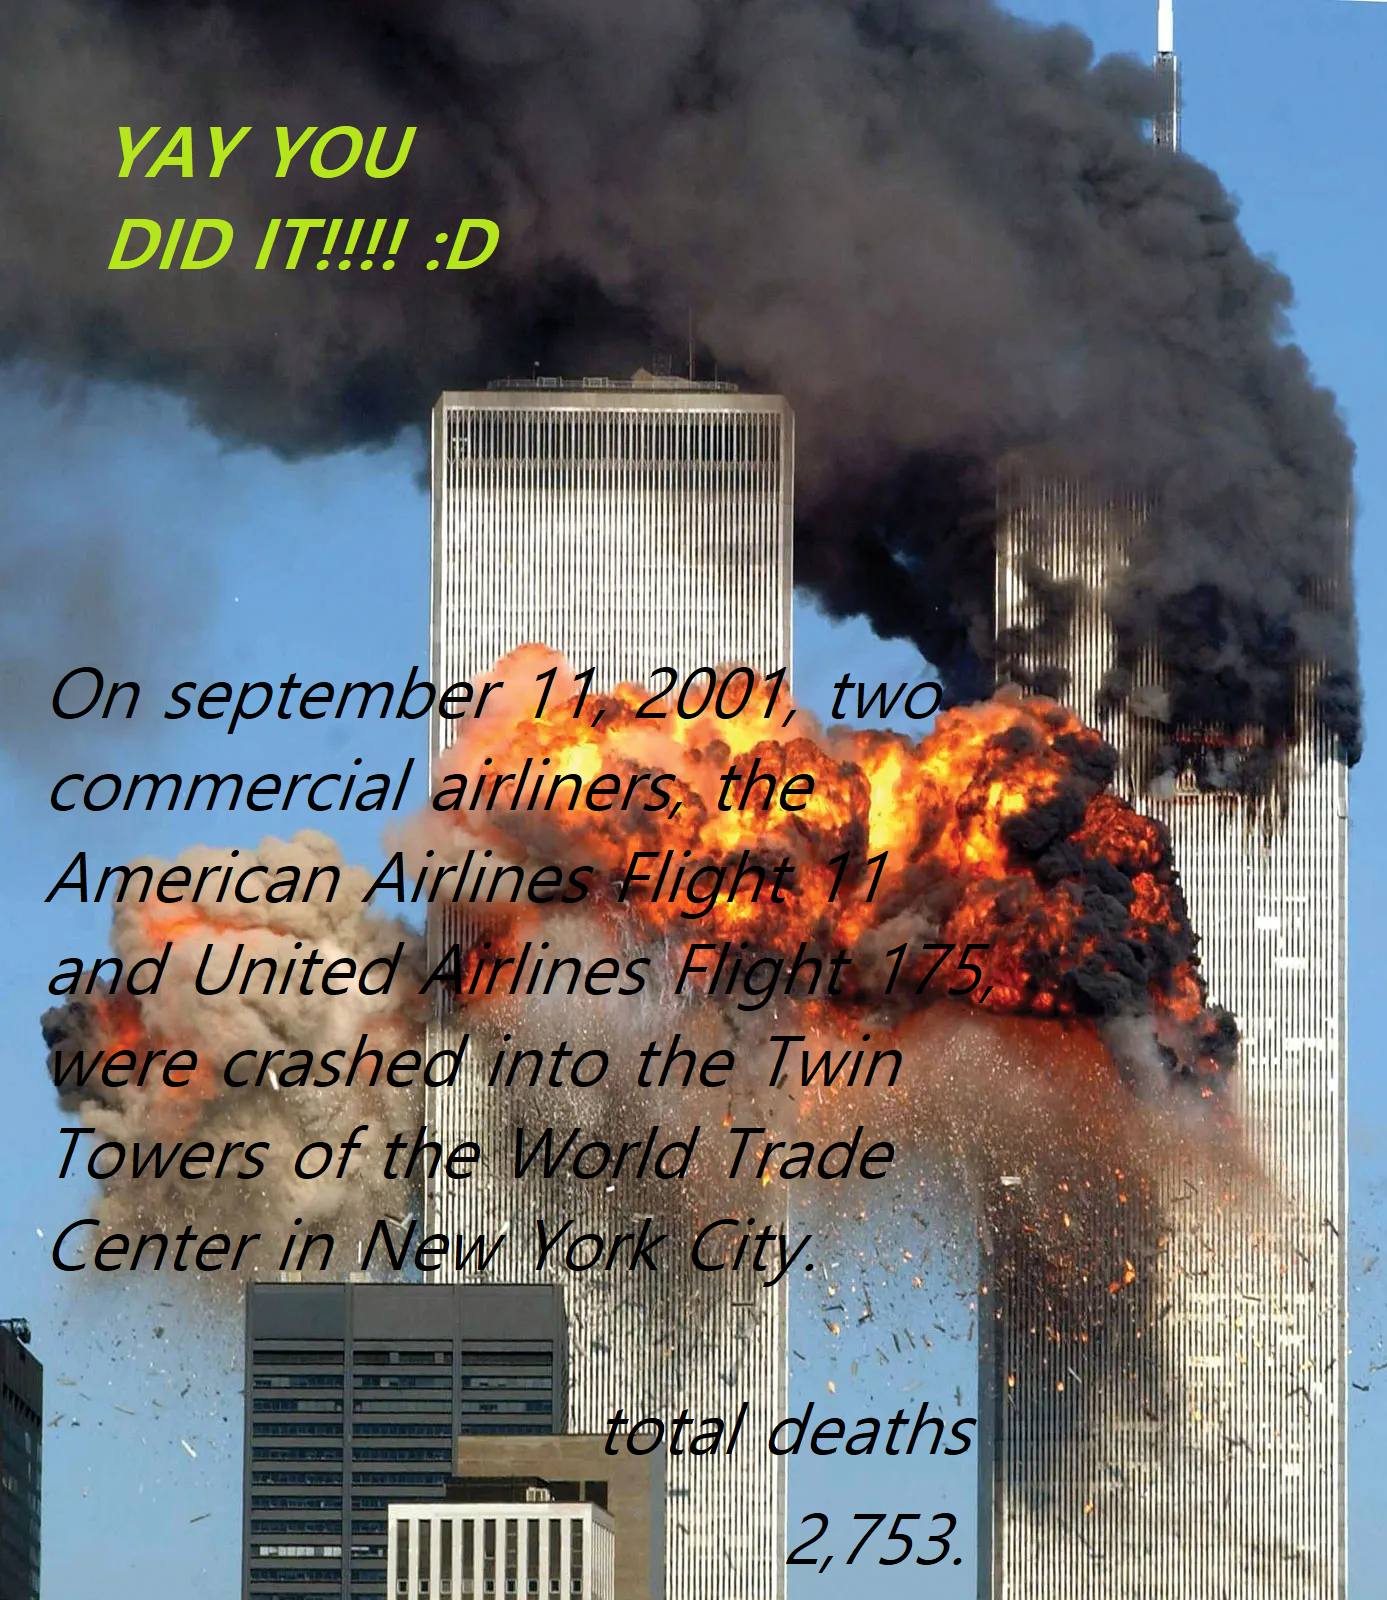 YAY YOU
DID IT!!!! :D
On september 11, 2001, two
commercial airliners, the
American Airlines Flight 11
and United Airlines Flight 175,
were crashed into the Twin
Towers of the World Trade
Center in New York City.
total deaths
2,753.